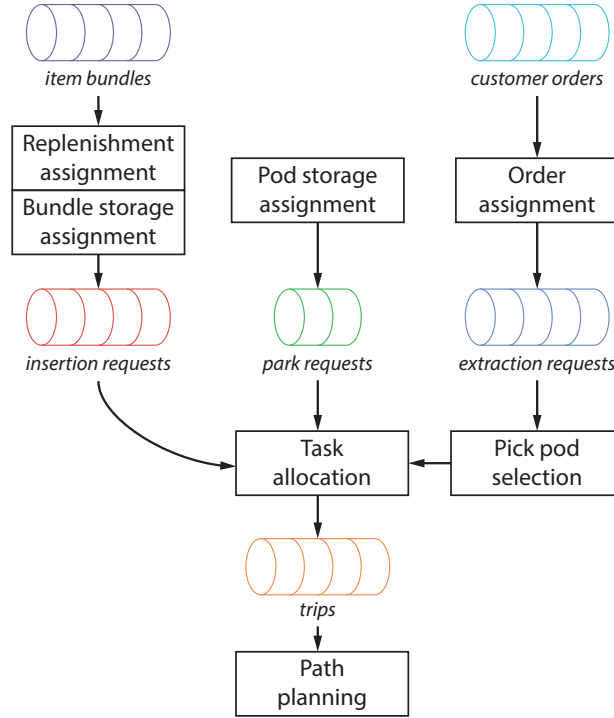 item bundles
customer orders
Replenishment
assignment
Bundle storage
assignment
Pod storage
assignment
Order
assignment
insertion requests
park requests
extraction requests
Task
allocation
Pick pod
selection
trips
Path
planning